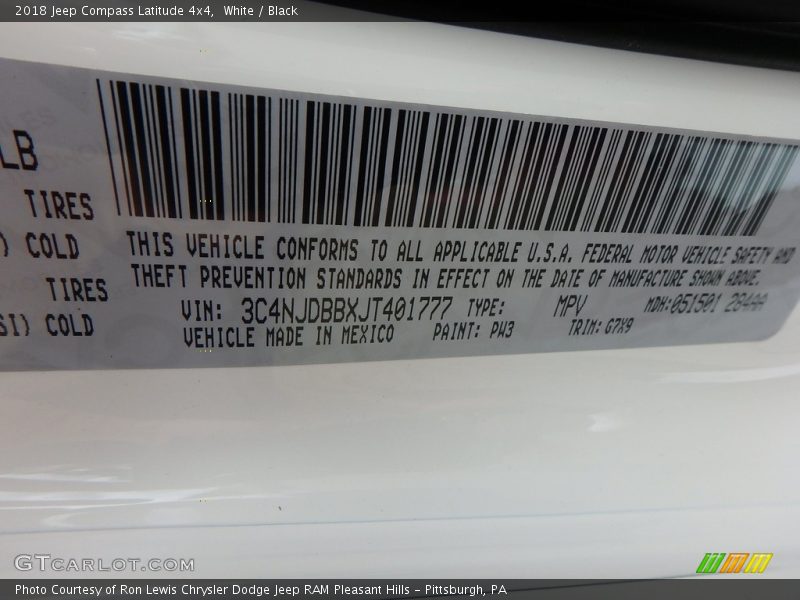 2018 Jeep Compass Latitude 4x4, White / Black
LB
TIRES
) COLD
TIRES
SI) COLD
THIS VEHICLE CONFORMS TO ALL APPLICABLE U.S.A. FEDERAL MOTOR VEHICLE SAFETY AND
THEFT PREVENTION STANDARDS IN EFFECT ON THE DATE OF MANUFACTURE SHOWN ABOVE.
VIN: 3C4NJDBBXJT401777 TYPE: MPV MDH:051501 284AA
VEHICLE MADE IN MEXICO PAINT: PW3 TRIM: G7X9
GTCARLOT.COM
Photo Courtesy of Ron Lewis Chrysler Dodge Jeep RAM Pleasant Hills - Pittsburgh, PA